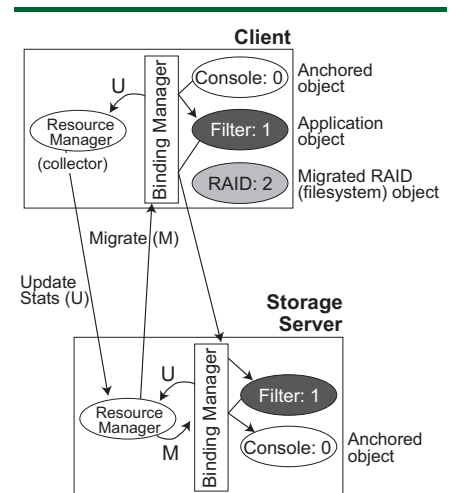 Client
U
Console: 0
Anchored
object
Binding Manager
Resource
Manager
(collector)
Filter: 1
Application
object
RAID: 2
Migrated RAID
(filesystem) object
Migrate (M)
Update
Stats (U)
Storage
Server
U
Binding Manager
Filter: 1
Resource
Manager
M
Console: 0
Anchored
object